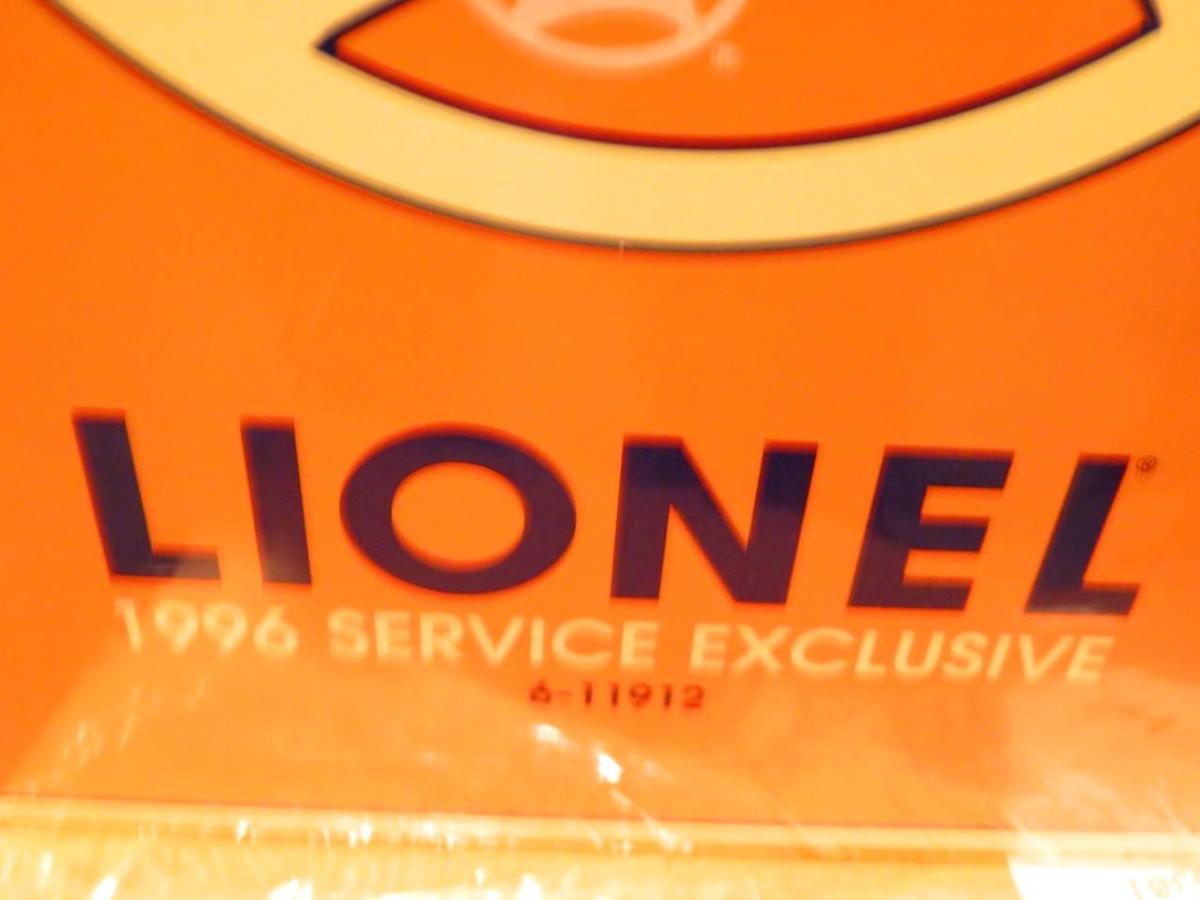 ®
LIONEL®
1996 SERVICE EXCLUSIVE
6-11912